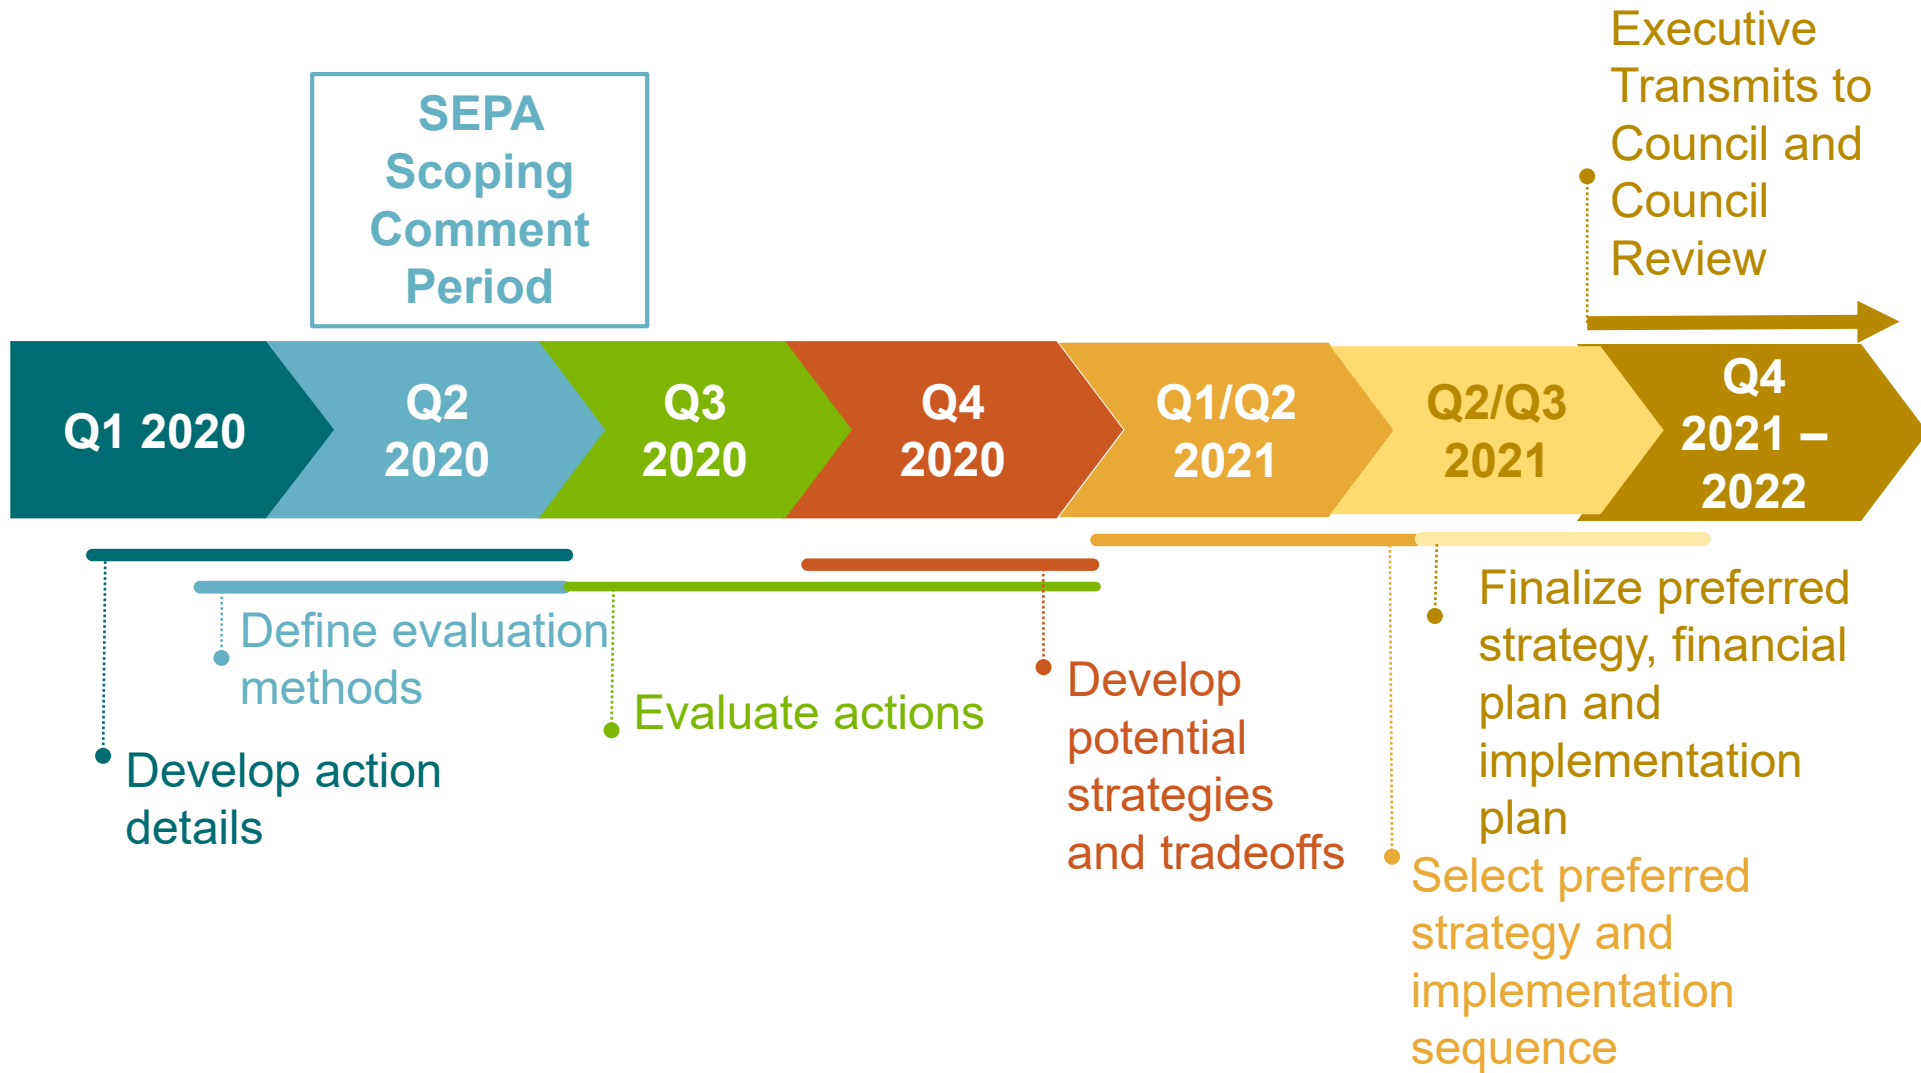 SEPA
Scoping
Comment
Period
Executive
Transmits to
Council and
Council
Review
Q1 2020
Q2
2020
Q3
2020
Q4
2020
Q1/Q2
2021
Q2/Q3
2021
Q4
2021 –
2022
Define evaluation
methods
Develop action
details
Evaluate actions
Develop
potential
strategies
and tradeoffs
Finalize preferred
strategy, financial
plan and
implementation
plan
Select preferred
strategy and
implementation
sequence